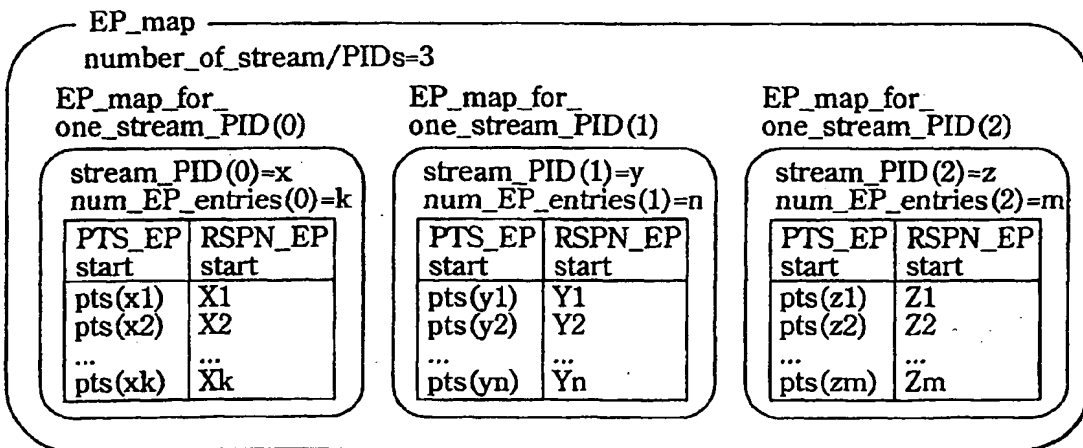 EP_map
number_of_stream/PIDs=3
EP_map_for_
one_stream_PID(0)
stream_PID(0)=x
num_EP_entries(0)=k
PTS_EP RSPN_EP
start start
pts(x1) X1
pts(x2) X2
... ...
pts(xk) Xk
EP_map_for_
one_stream_PID(1)
stream_PID(1)=y
num_EP_entries(1)=n
PTS_EP RSPN_EP
start start
pts(y1) Y1
pts(y2) Y2
... ...
pts(yn) Yn
EP_map_for_
one_stream_PID(2)
stream_PID(2)=z
num_EP_entries(2)=m
PTS_EP RSPN_EP
start start
pts(z1) Z1
pts(z2) Z2
... ...
pts(zm) Zm